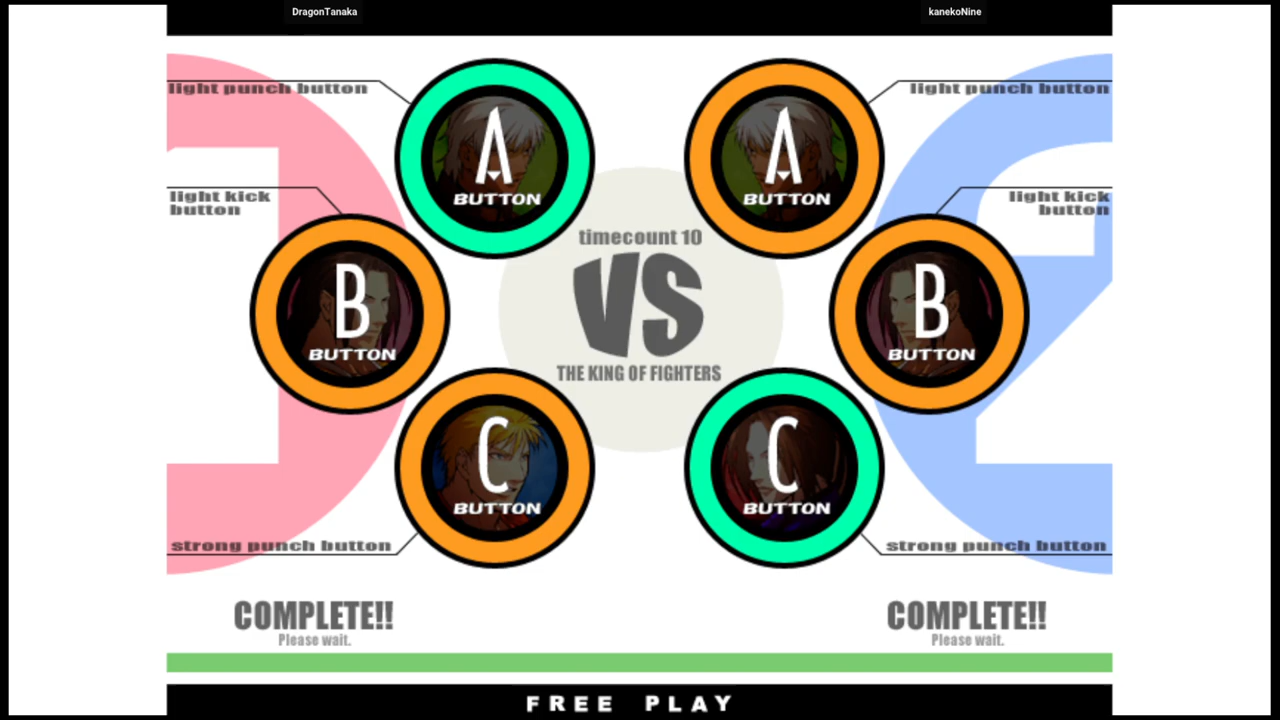 DragonTanaka
kanekoNine
light punch button
light punch button
A
BUTTON
A
BUTTON
light kick
button
light kick
button
timecount 10
VS
THE KING OF FIGHTERS
B
BUTTON
B
BUTTON
C
BUTTON
C
BUTTON
strong punch button
strong punch button
COMPLETE!!
Please wait.
COMPLETE!!
Please wait.
FREE PLAY